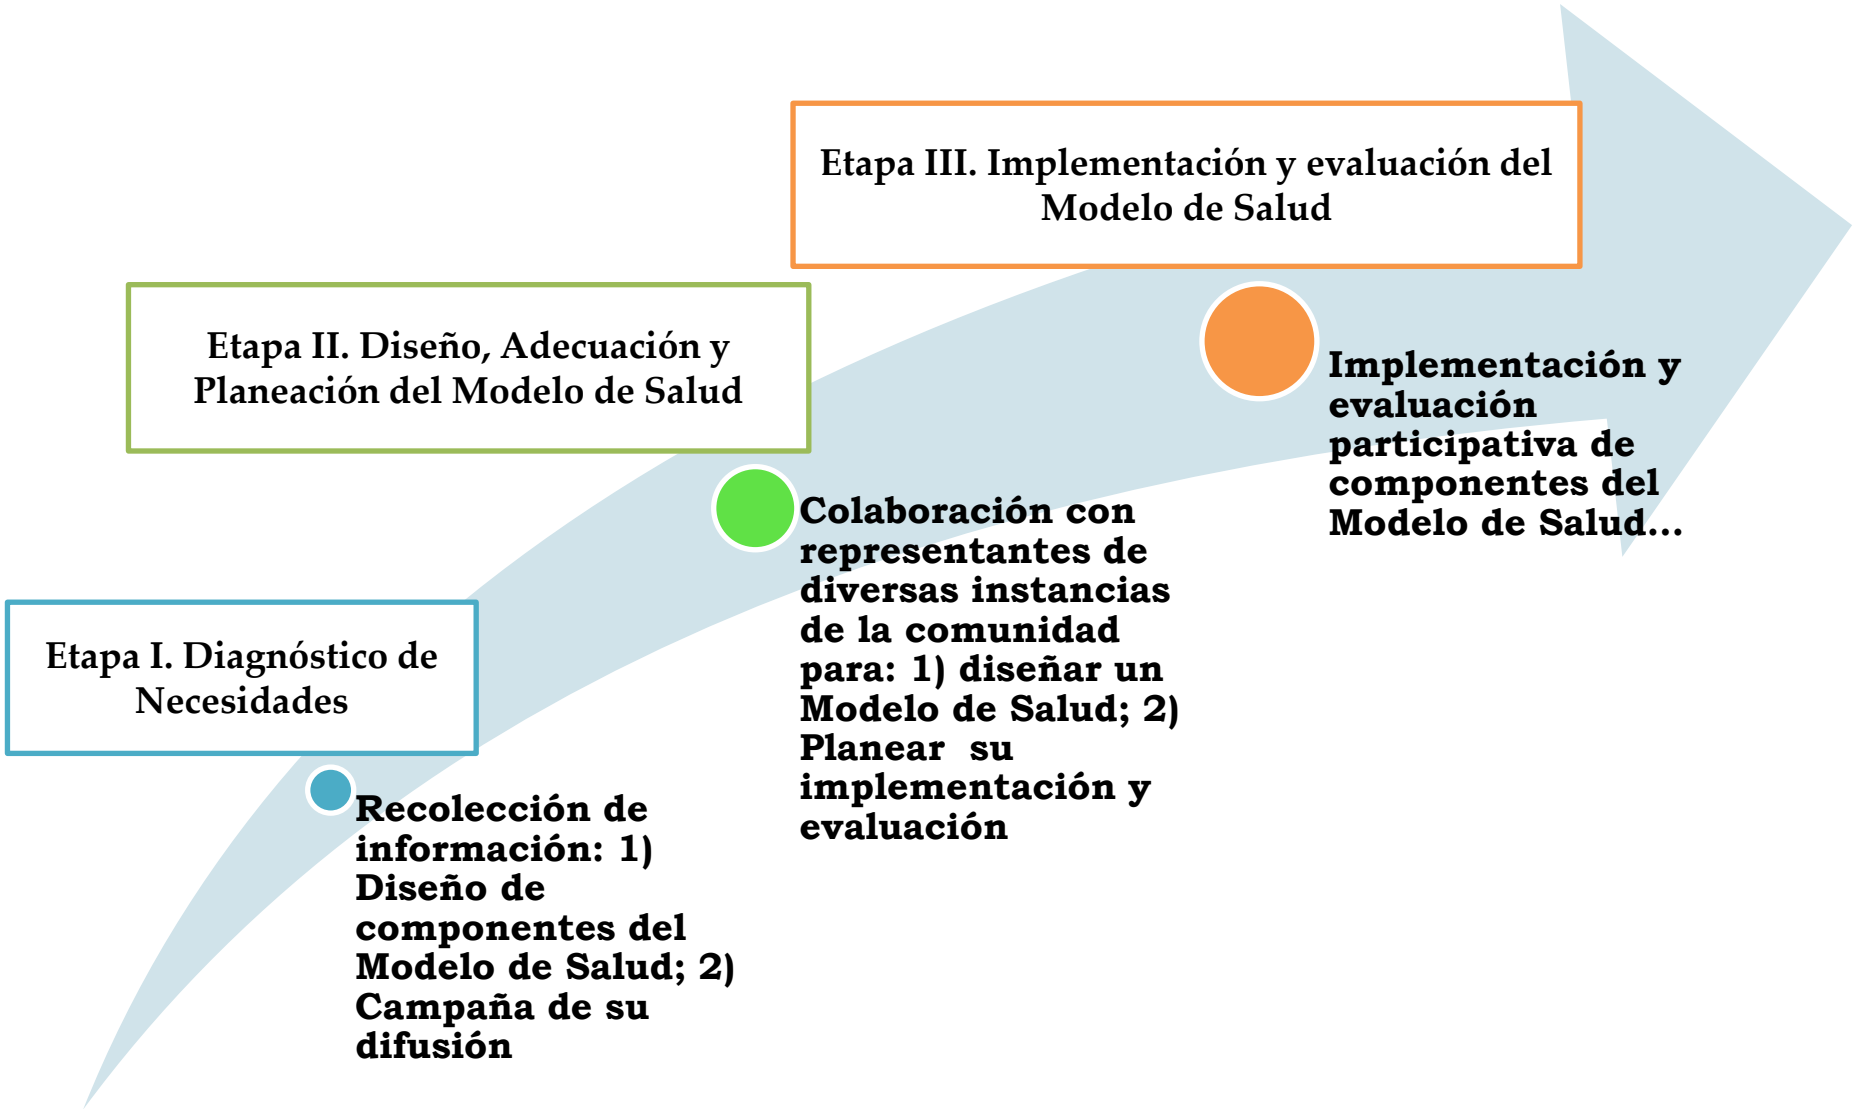 Etapa I. Diagnóstico de
Necesidades
Recolección de
información: 1)
Diseño de
componentes del
Modelo de Salud; 2)
Campaña de su
difusión
Etapa II. Diseño, Adecuación y
Planeación del Modelo de Salud
Colaboración con
representantes de
diversas instancias
de la comunidad
para: 1) diseñar un
Modelo de Salud; 2)
Planear  su
implementación y
evaluación
Etapa III. Implementación y evaluación del
Modelo de Salud
Implementación y
evaluación
participativa de
componentes del
Modelo de Salud…